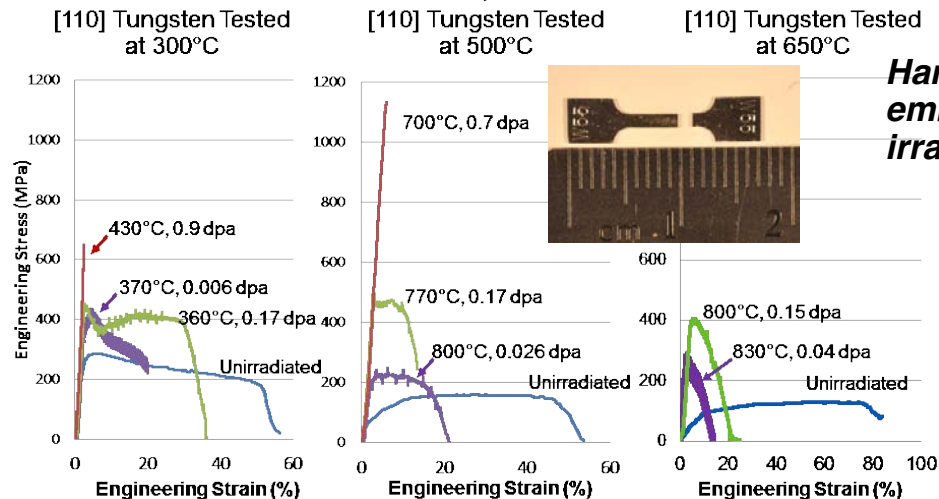 [110] Tungsten Tested
at 300°C
[110] Tungsten Tested
at 500°C
[110] Tungsten Tested
at 650°C
1200
1000
800
600
400
200
0
Engineering Stress (MPa)
430°C, 0.9 dpa
370°C, 0.006 dpa
360°C, 0.17 dpa
Unirradiated
0 20 40 60
Engineering Strain (%)
1200
1000
800
600
400
200
0
700°C, 0.7 dpa
770°C, 0.17 dpa
800°C, 0.026 dpa
Unirradiated
0 20 40 60
Engineering Strain (%)
1200
600
400
200
0
800°C, 0.15 dpa
830°C, 0.04 dpa
Unirradiated
0 20 40 60 80 100
Engineering Strain (%)
cm 1 2